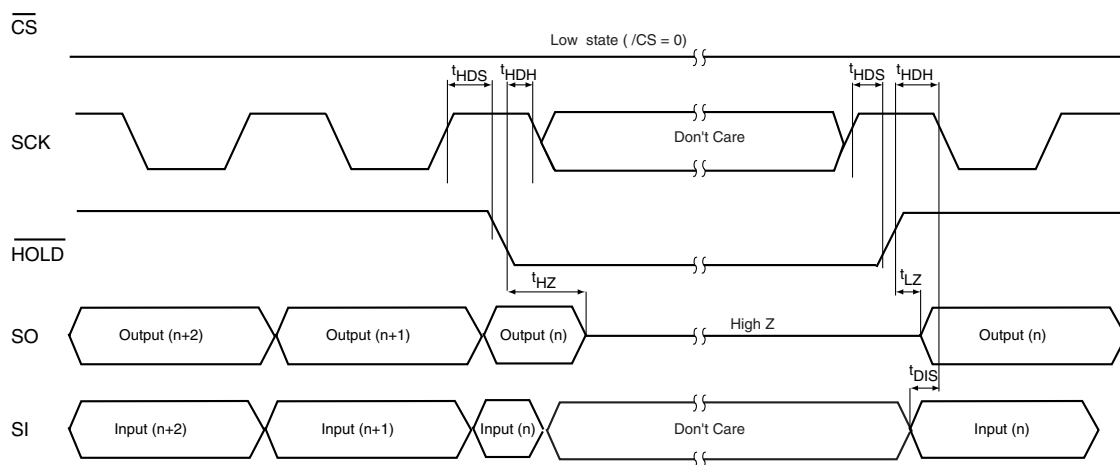 CS
Low state ( /CS = 0)
tHDS tHDH tHDS tHDH
SCK
Don't Care
HOLD
tHZ tLZ
SO
Output (n+2) Output (n+1) Output (n) High Z Output (n)
tDIS
SI
Input (n+2) Input (n+1) Input (n) Don't Care Input (n)